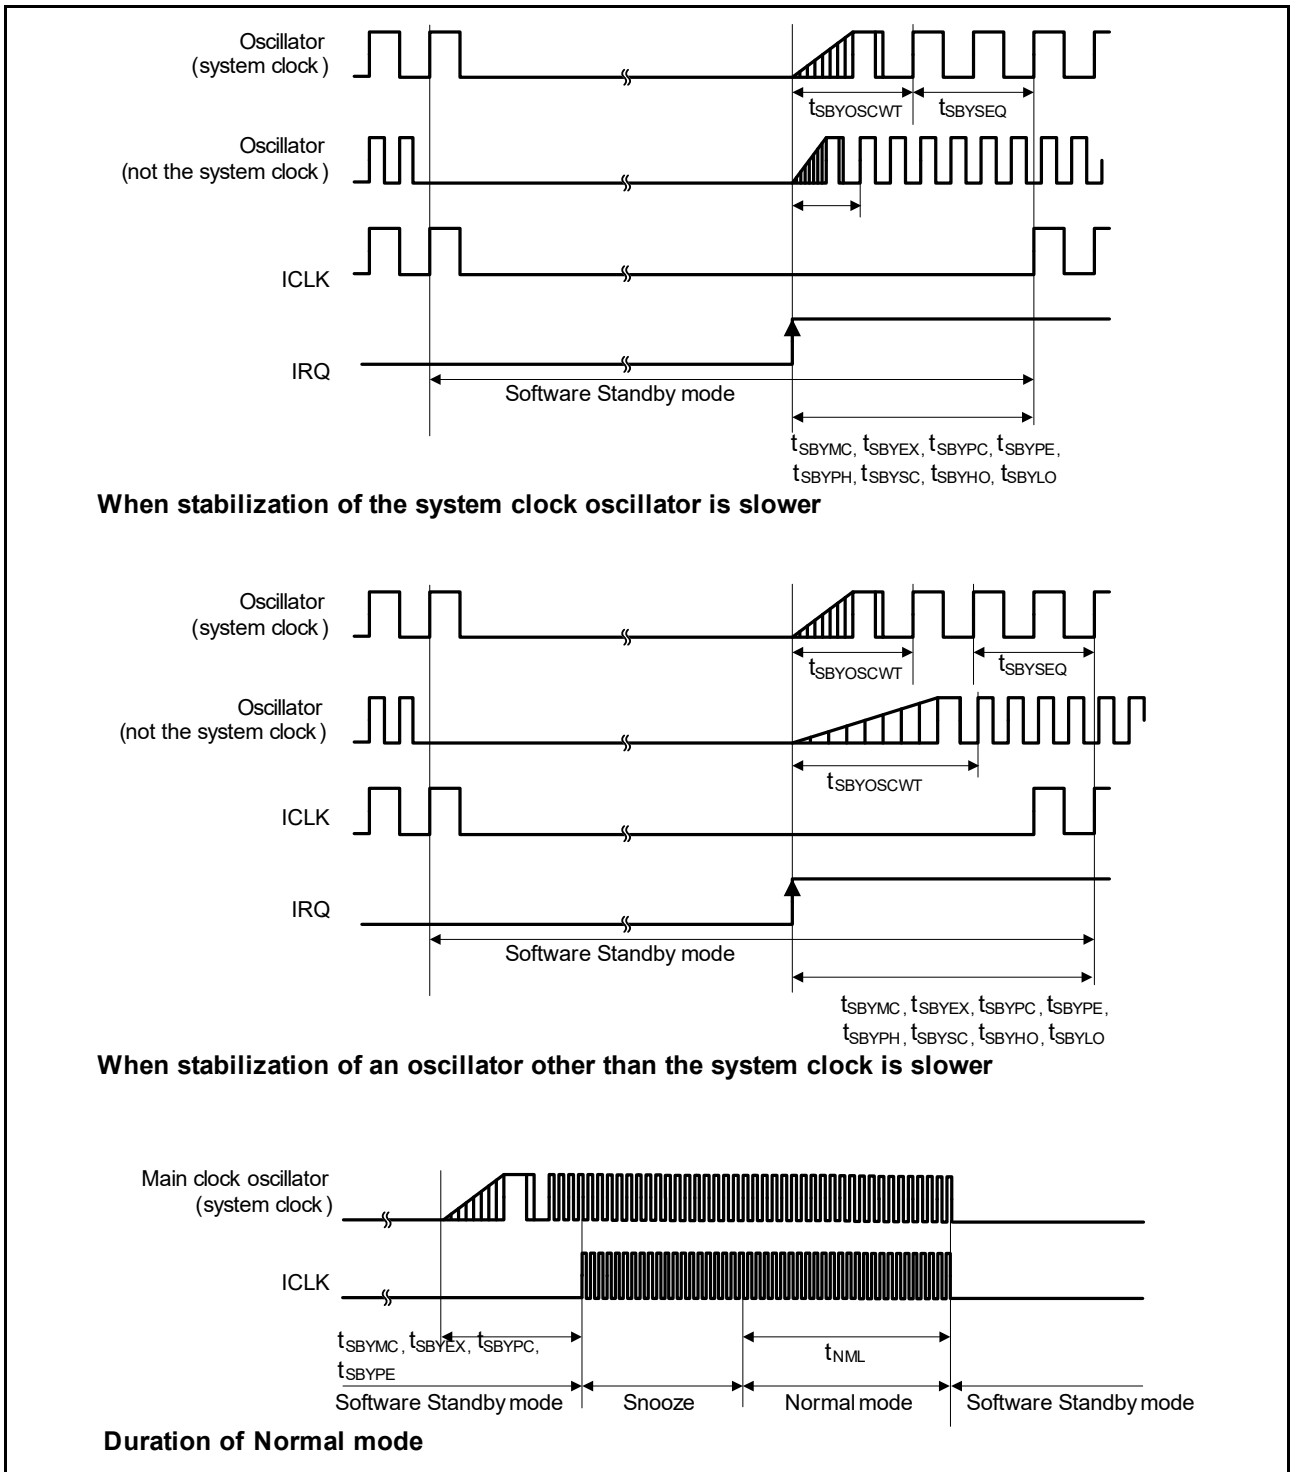 Oscillator
(system clock)
tSBYOSCWT
tSBYSEQ
Oscillator
(not the system clock)
ICLK
IRQ
Software Standby mode
tSBYMC, tSBYEX, tSBYPC, tSBYPE,
tSBYPH, tSBYSC, tSBYHO, tSBYLO
When stabilization of the system clock oscillator is slower
Oscillator
(system clock)
tSBYOSCWT
tSBYSEQ
Oscillator
(not the system clock)
tSBYOSCWT
ICLK
IRQ
Software Standby mode
tSBYMC, tSBYEX, tSBYPC, tSBYPE,
tSBYPH, tSBYSC, tSBYHO, tSBYLO
When stabilization of an oscillator other than the system clock is slower
Main clock oscillator
(system clock)
ICLK
tSBYMC, tSBYEX, tSBYPC,
tSBYPE
tNML
Software Standby mode
Snooze
Normal mode
Software Standby mode
Duration of Normal mode